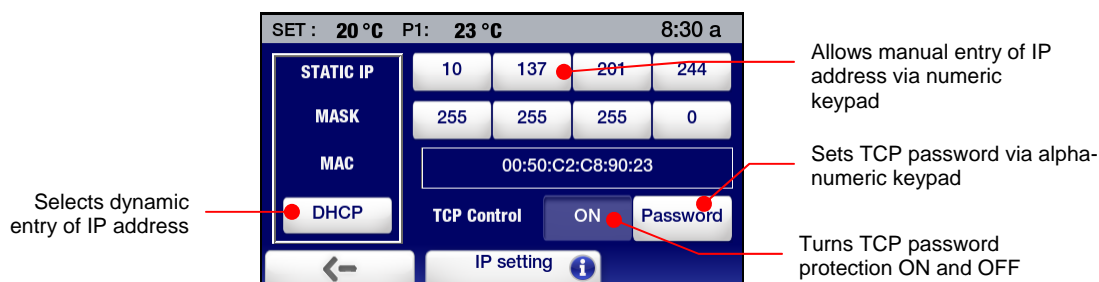 SET : 20 °C P1: 23 °C 8:30 a
STATIC IP 10 137 201 244
MASK 255 255 255 0
MAC 00:50:C2:C8:90:23
DHCP TCP Control ON Password
IP setting
Allows manual entry of IP
address via numeric
keypad
Sets TCP password via alpha-
numeric keypad
Selects dynamic
entry of IP address
Turns TCP password
protection ON and OFF